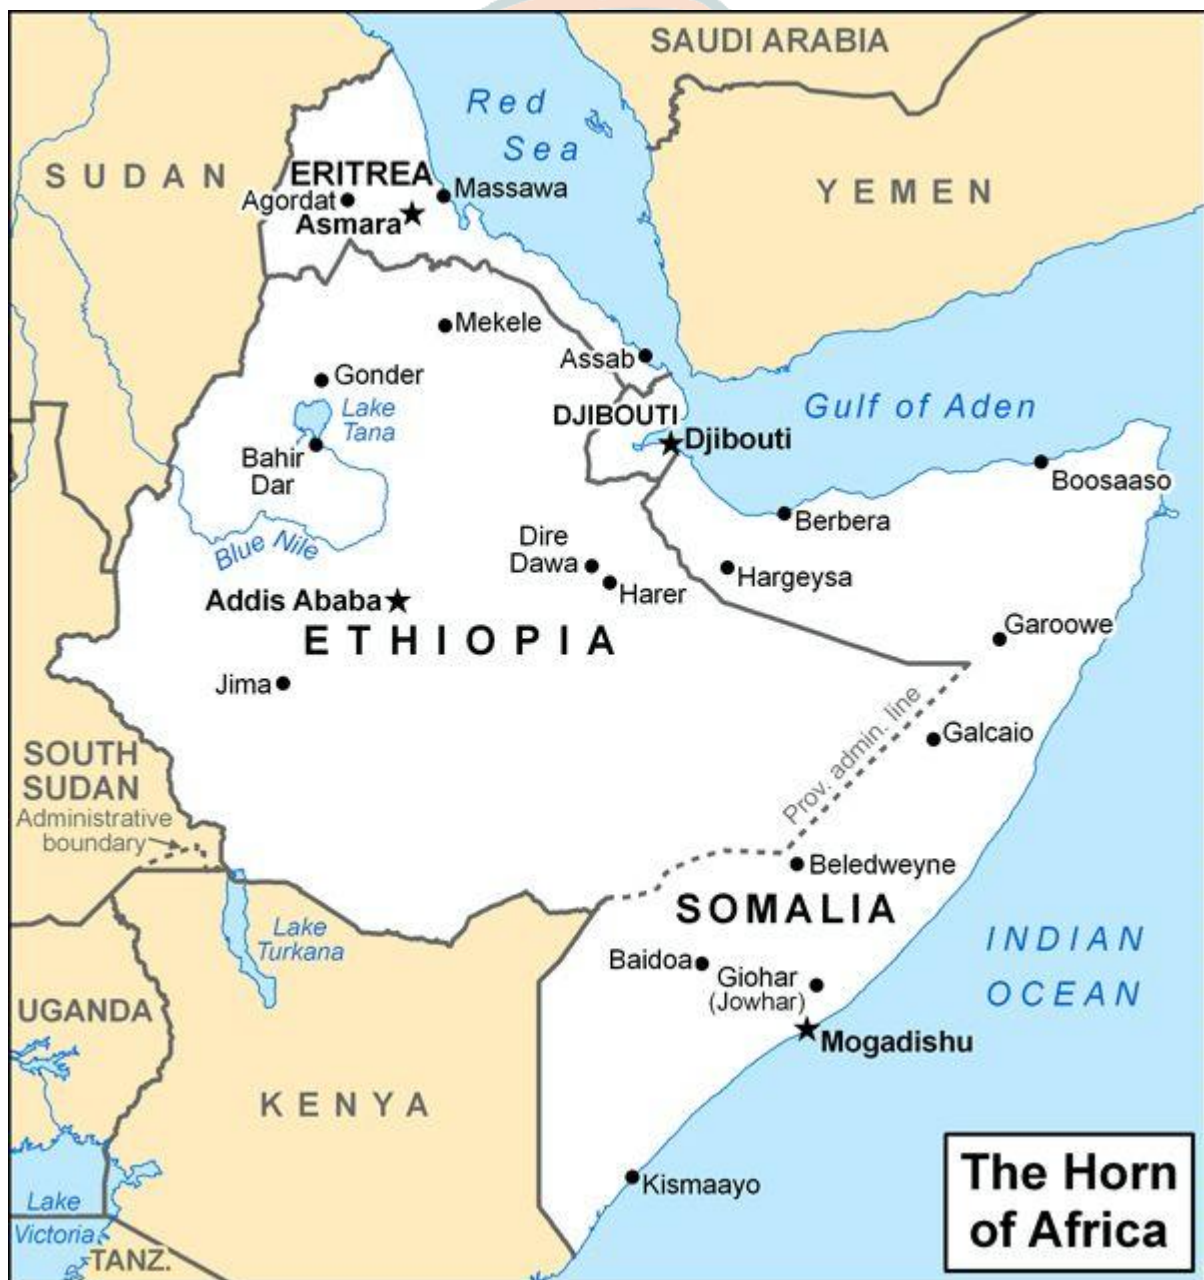 SAUDI ARABIA
Red
Sea
SUDAN
ERITREA
YEMEN
Agordat
Massawa
Asmara
Mekele
Assab
Gonder
Lake
Tana
DJIBOUTI
Djibouti
Gulf of Aden
Bahir
Dar
Boosaaso
Berbera
Blue Nile
Dire
Dawa
Hargeysa
Harer
Addis Ababa
ETHIOPIA
Garoowe
Jima
Galcaio
Prov. admin. line
SOUTH
SUDAN
Administrative
boundary
Beledweyne
SOMALIA
Lake
Turkana
INDIAN
OCEAN
Baidoa
Giohar
(Jowhar)
UGANDA
Mogadishu
KENYA
The Horn
of Africa
Kismaayo
Lake
Victoria
TANZ.